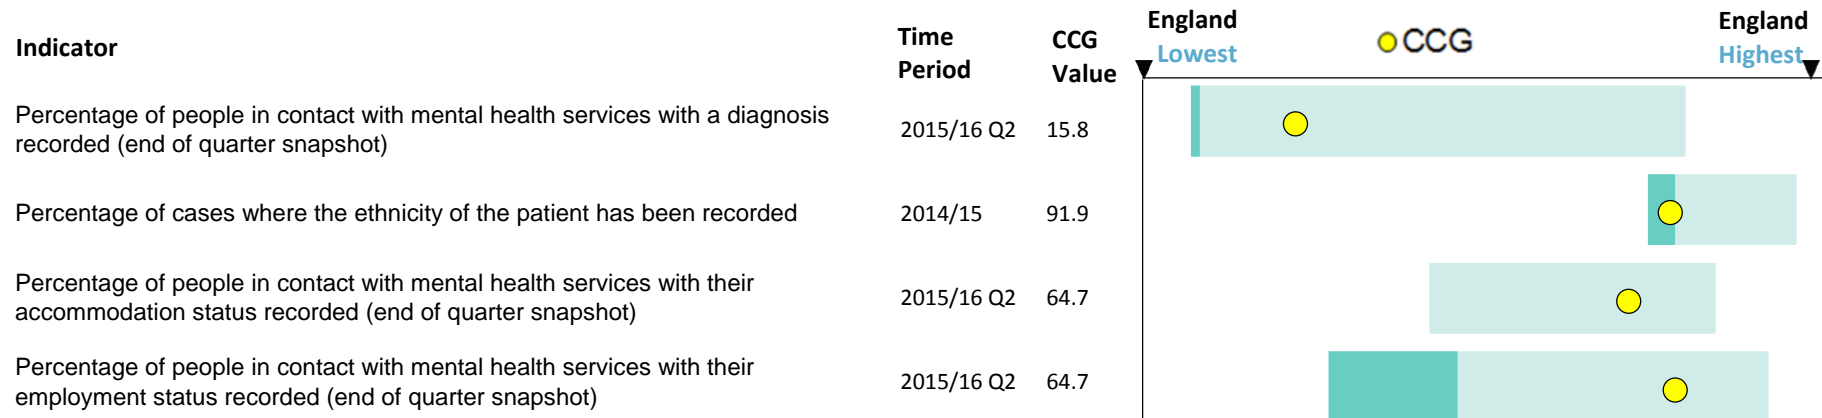 Indicator
Time
Period
CCG
Value
England
Lowest
CCG
England
Highest
Percentage of people in contact with mental health services with a diagnosis
recorded (end of quarter snapshot)
2015/16 Q2
15.8
Percentage of cases where the ethnicity of the patient has been recorded
2014/15
91.9
Percentage of people in contact with mental health services with their
accommodation status recorded (end of quarter snapshot)
2015/16 Q2
64.7
Percentage of people in contact with mental health services with their
employment status recorded (end of quarter snapshot)
2015/16 Q2
64.7